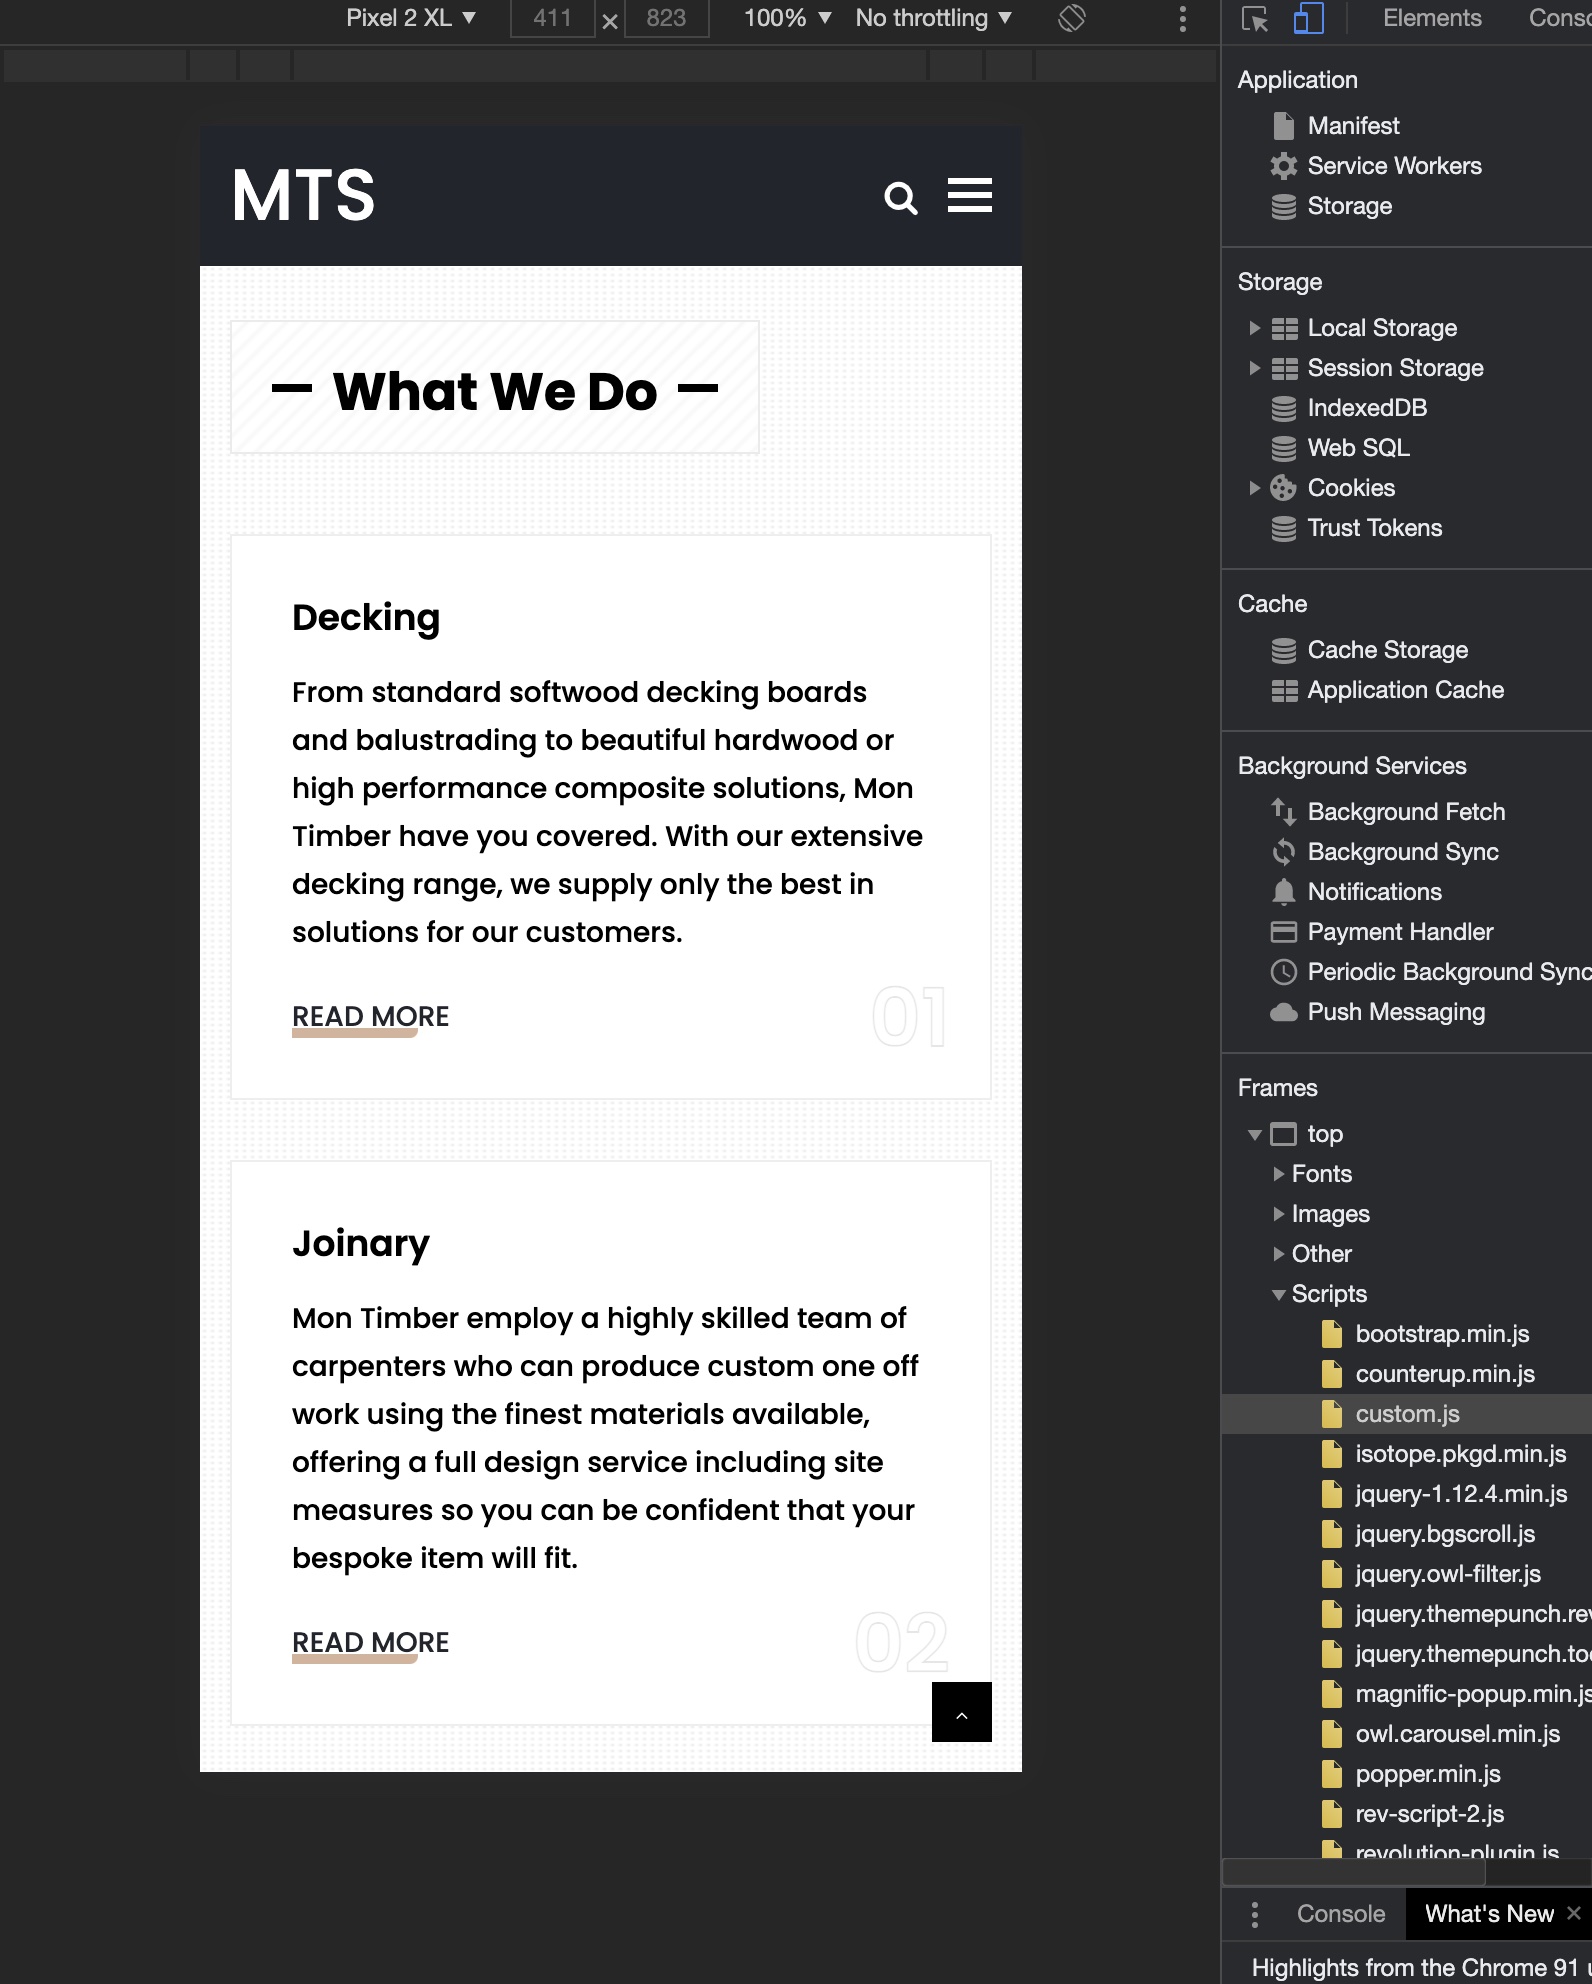 Pixel 2 XL ▼ 411 × 823 100% ▼ No throttling ▼
Elements
MTS
What We Do
Decking
From standard softwood decking boards
and balustrading to beautiful hardwood or
high performance composite solutions, Mon
Timber have you covered. With our extensive
decking range, we supply only the best in
solutions for our customers.
READ MORE
01
Joinary
Mon Timber employ a highly skilled team of
carpenters who can produce custom one off
work using the finest materials available,
offering a full design service including site
measures so you can be confident that your
bespoke item will fit.
READ MORE
02
Application
Manifest
Service Workers
Storage
Storage
Local Storage
Session Storage
IndexedDB
Web SQL
Cookies
Trust Tokens
Cache
Cache Storage
Application Cache
Background Services
Background Fetch
Background Sync
Notifications
Payment Handler
Periodic Background Sync
Push Messaging
Frames
top
Fonts
Images
Other
Scripts
bootstrap.min.js
counterup.min.js
custom.js
isotope.pkgd.min.js
jquery-1.12.4.min.js
jquery.bgscroll.js
jquery.owl-filter.js
jquery.themepunch.rev
jquery.themepunch.too
magnific-popup.min.js
owl.carousel.min.js
popper.min.js
rev-script-2.js
revolution-plugin.js
Console What's New ×
Highlights from the Chrome 91